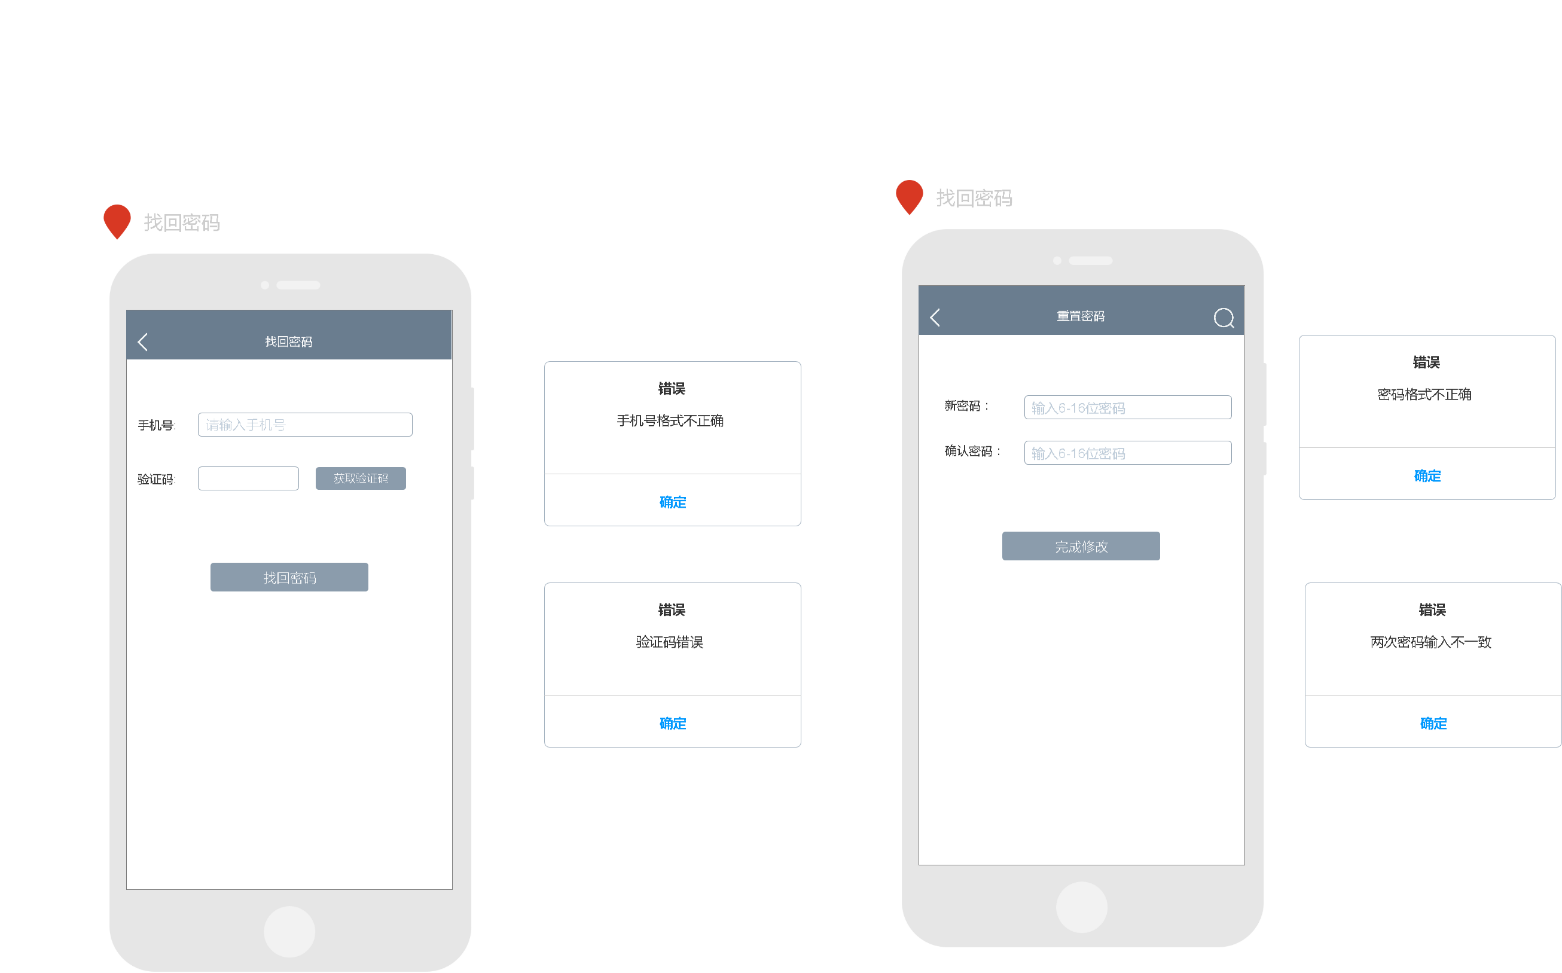 找回密码
找回密码
手机号:
请输入手机号
验证码:
获取验证码
找回密码
错误
手机号格式不正确
确定
错误
验证码错误
确定
找回密码
重置密码
新密码：
输入6-16位密码
确认密码：
输入6-16位密码
完成修改
错误
密码格式不正确
确定
错误
两次密码输入不一致
确定